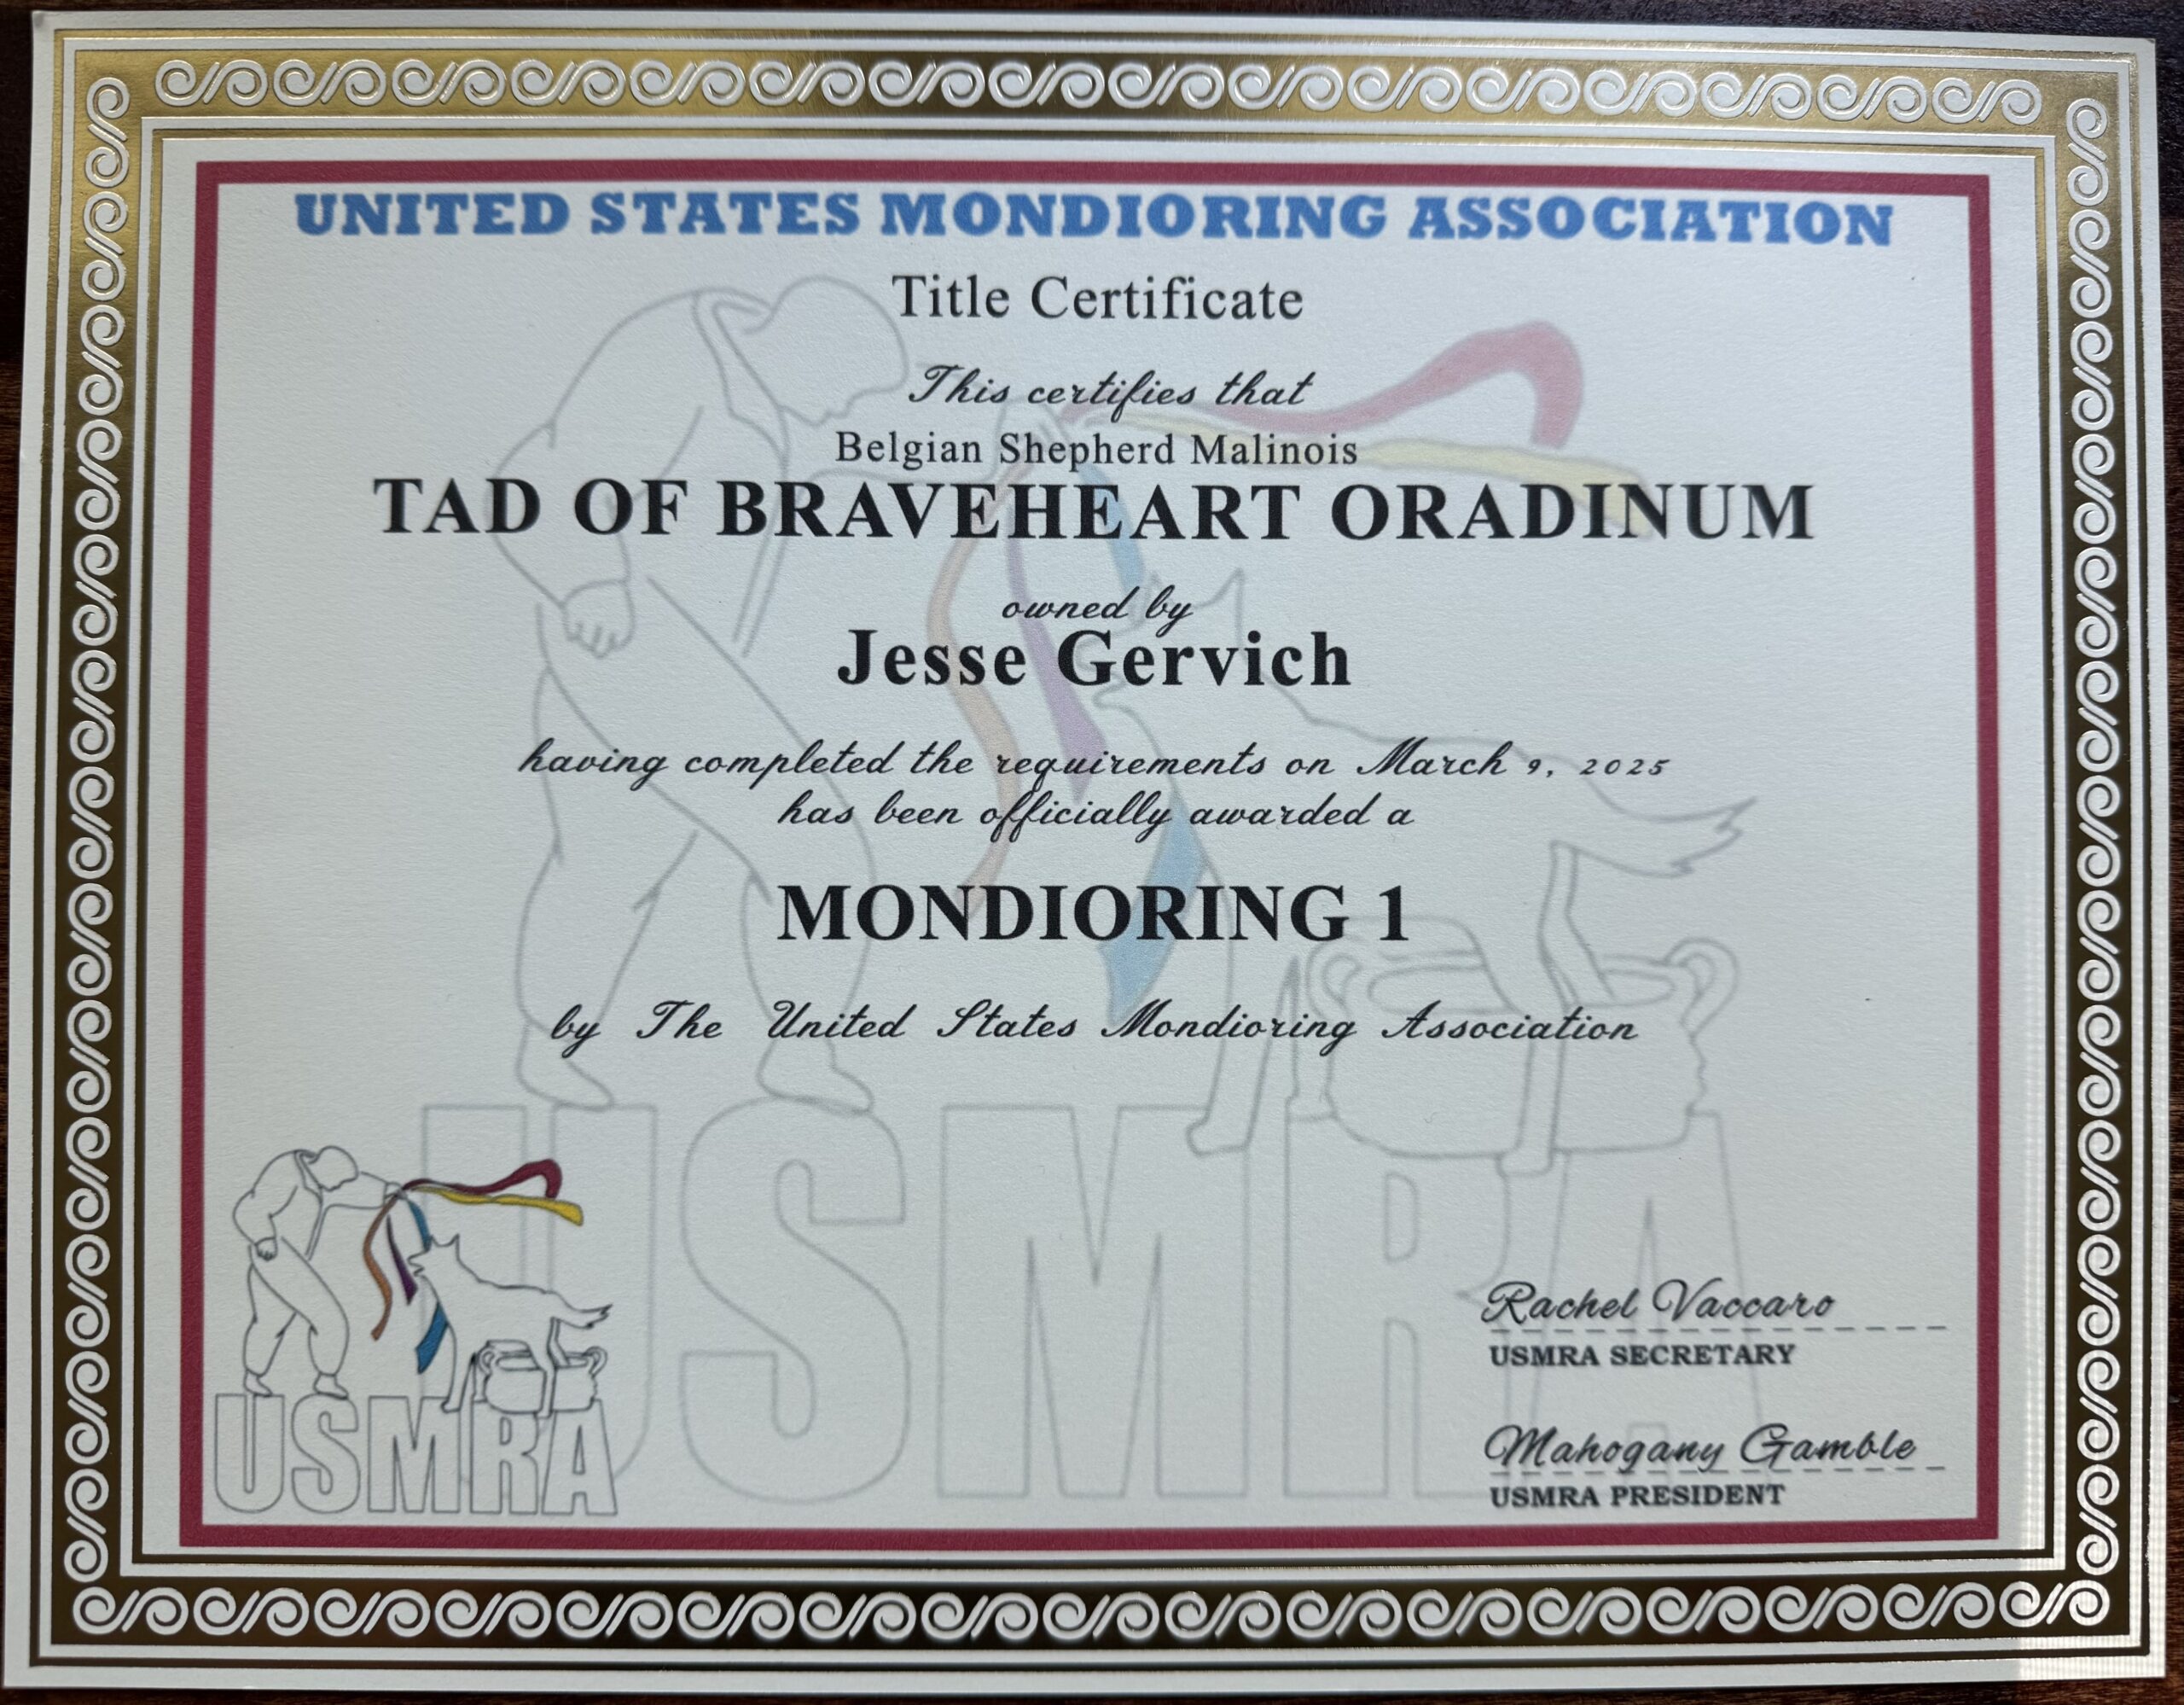 UNITED STATES MONDIORING ASSOCIATION
Title Certificate
This certifies that
Belgian Shepherd Malinois
TAD OF BRAVEHEART ORADINUM
owned by
Jesse Gervich
having completed the requirements on March 9, 2025
has been officially awarded a
MONDIORING 1
by The United States Mondioring Association
USMRA
USMRA
Rachel Vaccaro
USMRA SECRETARY
Mahogany Gamble
USMRA PRESIDENT